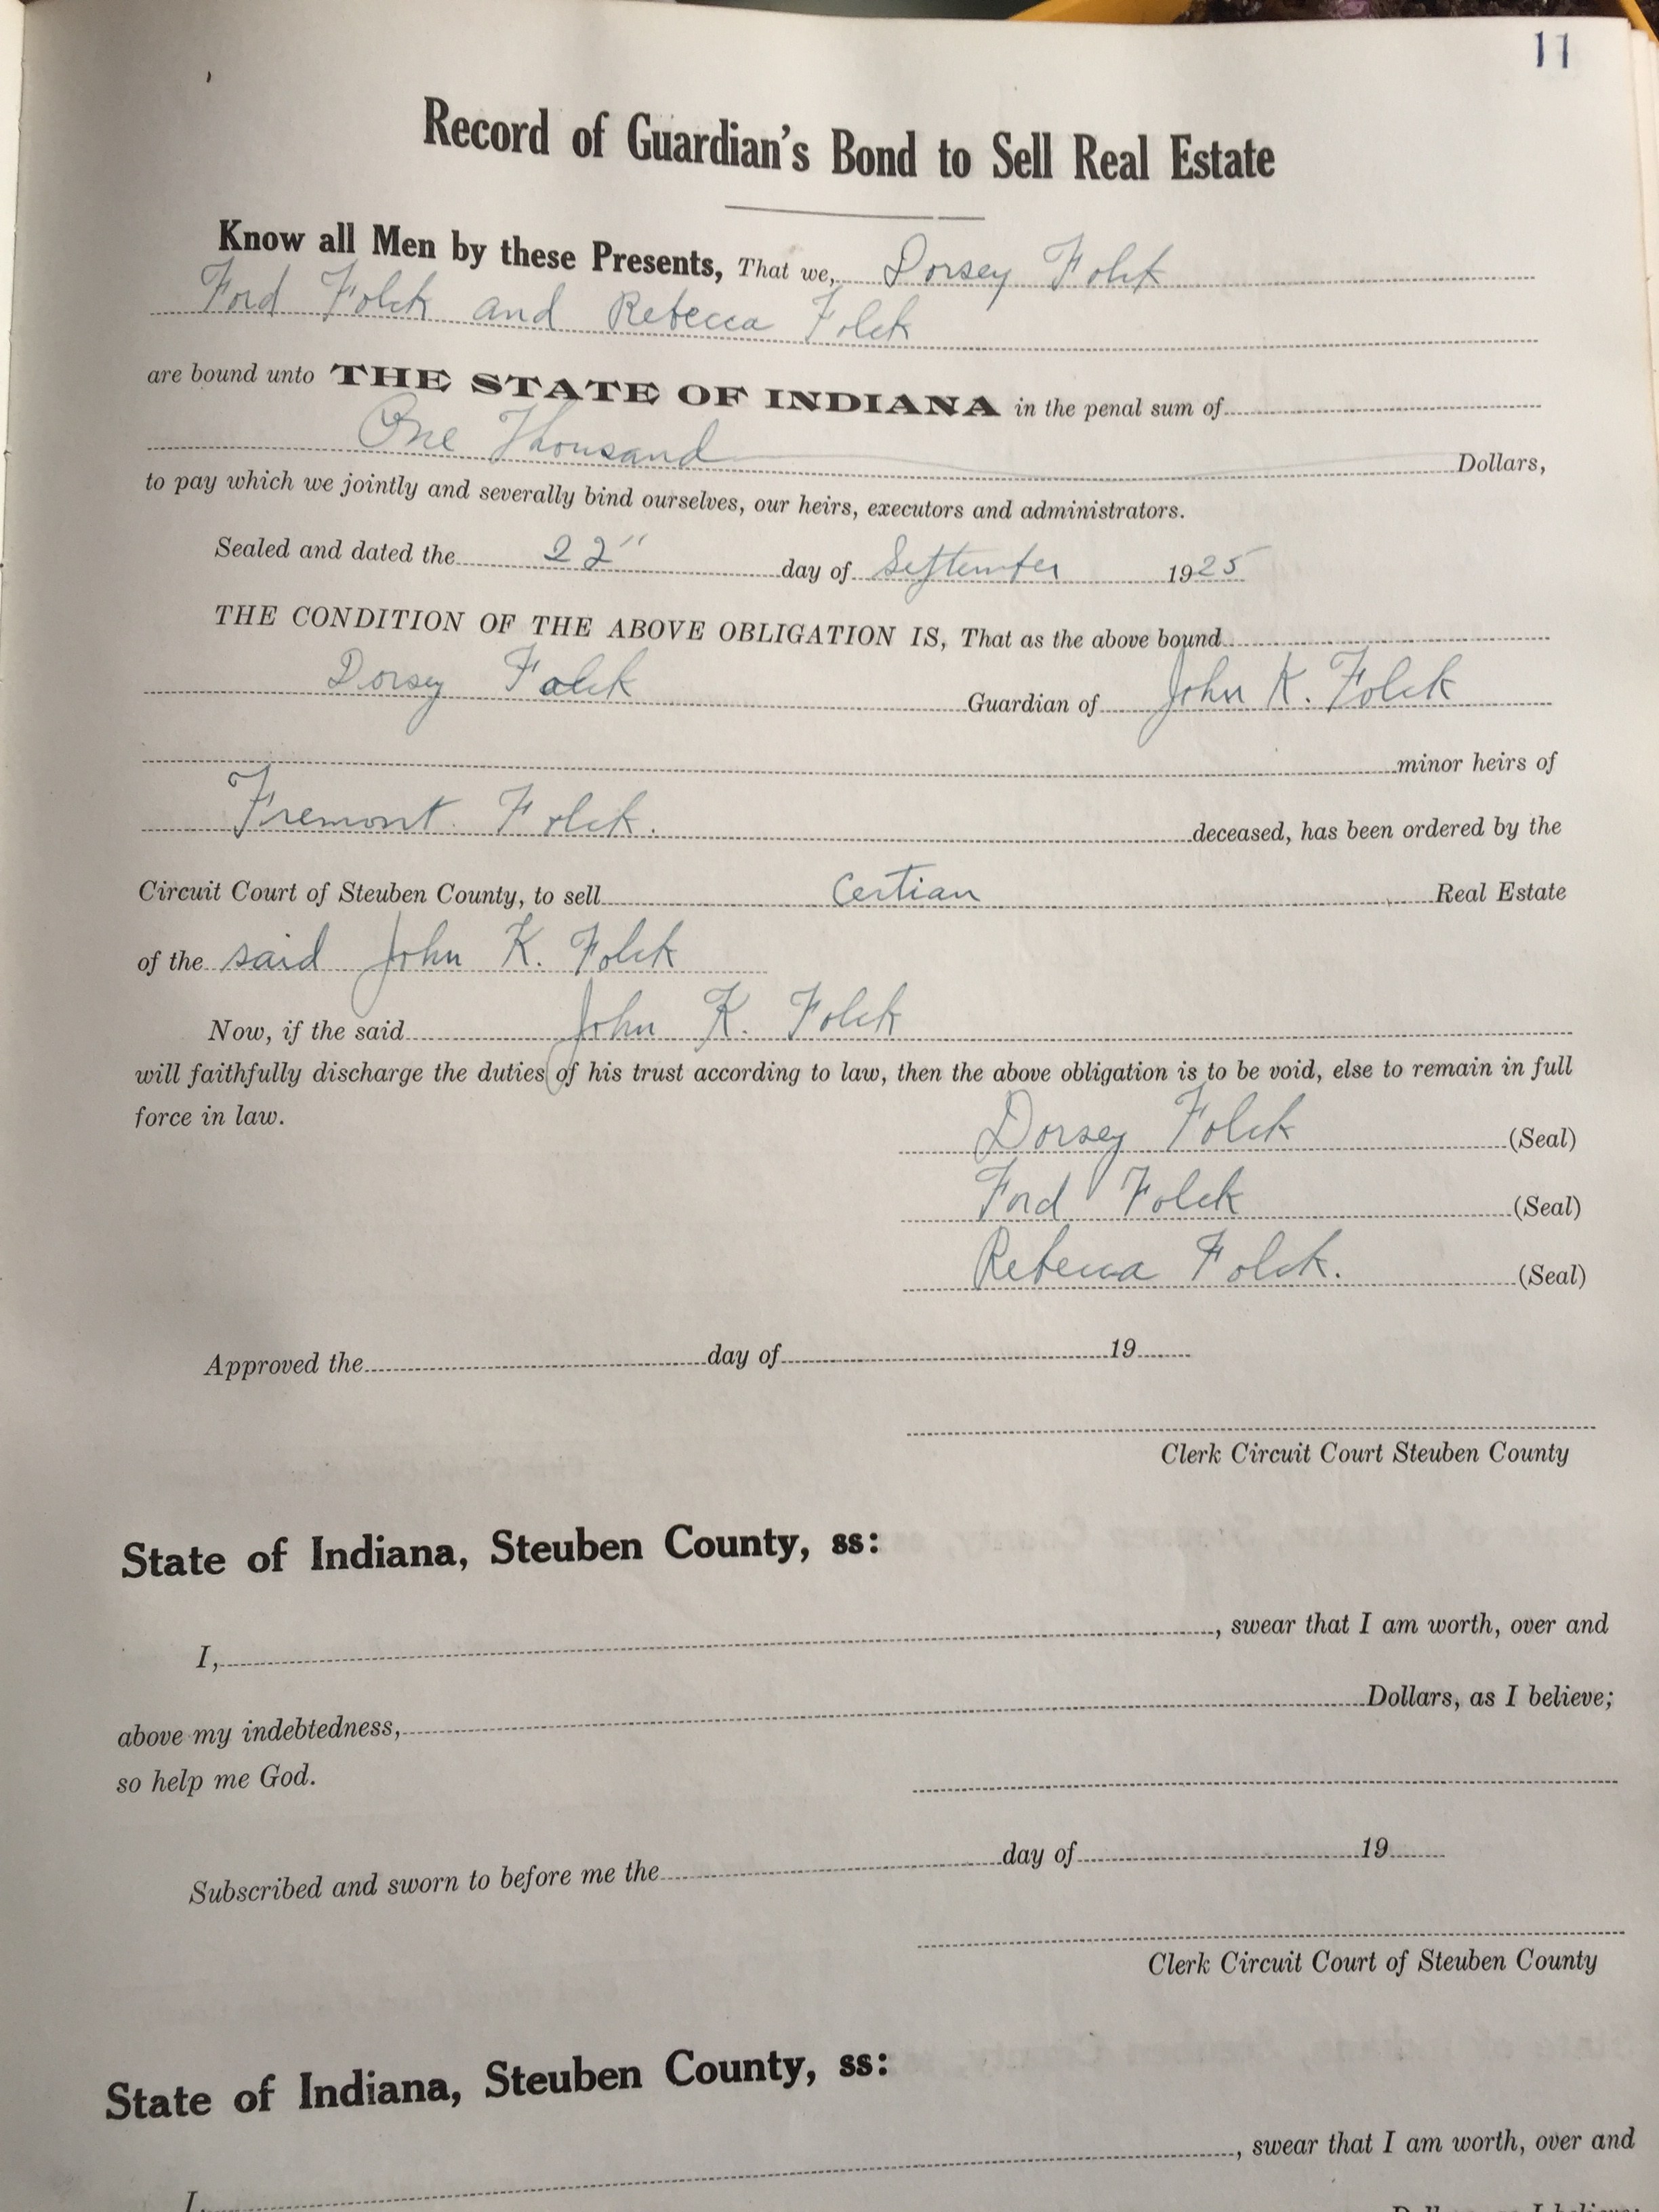 11
Record of Guardian's Bond to Sell Real Estate
Know all Men by these Presents, That we, Dorsey Folck
Ford Folck and Rebecca Folck
are bound unto THE STATE OF INDIANA in the penal sum of
One Thousand Dollars,
to pay which we jointly and severally bind ourselves, our heirs, executors and administrators.
Sealed and dated the 22" day of September 1925
THE CONDITION OF THE ABOVE OBLIGATION IS, That as the above bound
Dorsey Folck Guardian of John K. Folck
minor heirs of
Fremont Folck. deceased, has been ordered by the
Circuit Court of Steuben County, to sell Certian Real Estate
of the said John K. Folck
Now, if the said John K. Folck
will faithfully discharge the duties of his trust according to law, then the above obligation is to be void, else to remain in full
force in law.
Dorsey Folck (Seal)
Ford Folck (Seal)
Rebecca Folck. (Seal)
Approved the day of 19
Clerk Circuit Court Steuben County
State of Indiana, Steuben County, ss:
I, , swear that I am worth, over and
above my indebtedness, Dollars, as I believe;
so help me God.
Subscribed and sworn to before me the day of 19
Clerk Circuit Court of Steuben County
State of Indiana, Steuben County, ss:
I, , swear that I am worth, over and